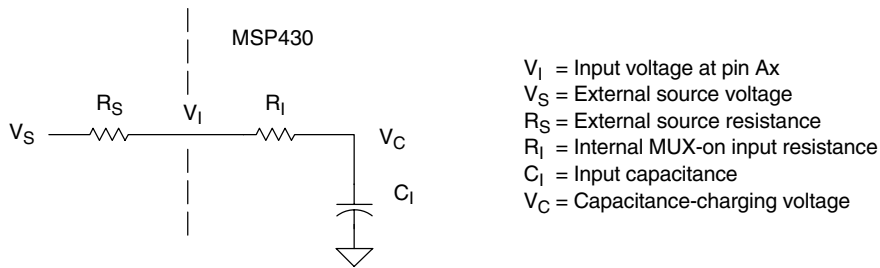 MSP430
V_I = Input voltage at pin Ax
V_S = External source voltage
R_S = External source resistance
R_I = Internal MUX-on input resistance
C_I = Input capacitance
V_C = Capacitance-charging voltage
R_S
V_I
R_I
V_S
V_C
C_I